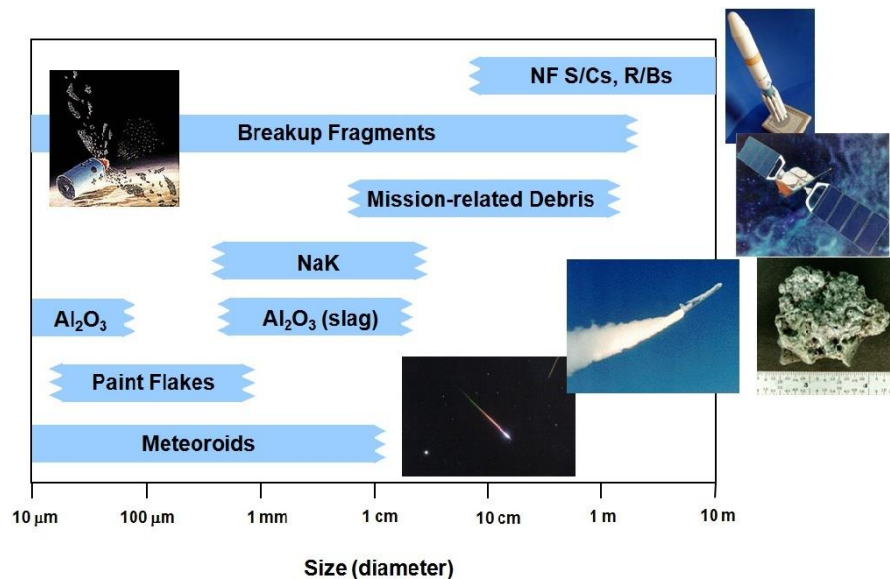 NF S/Cs, R/Bs
Breakup Fragments
Mission-related Debris
NaK
Al₂O₃
Al₂O₃ (slag)
Paint Flakes
Meteoroids
10 μm
100 μm
1 mm
1 cm
10 cm
1 m
10 m
Size (diameter)